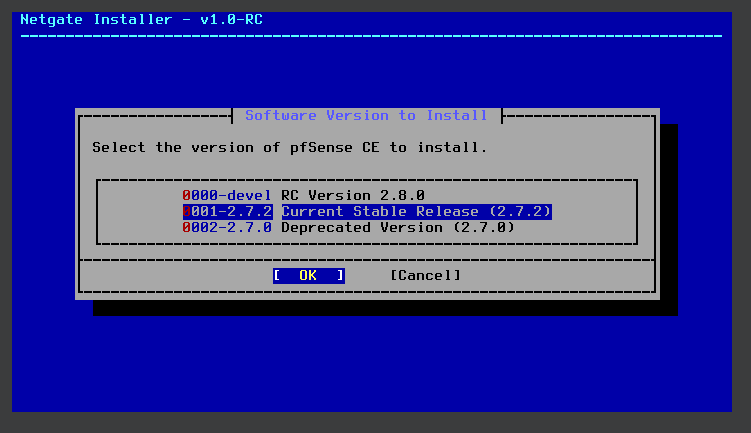 Netgate Installer - v1.0-RC
Software Version to Install
Select the version of pfSense CE to install.
0000-devel RC Version 2.8.0
0001-2.7.2 Current Stable Release (2.7.2)
0002-2.7.0 Deprecated Version (2.7.0)
[ OK ] [Cancel]